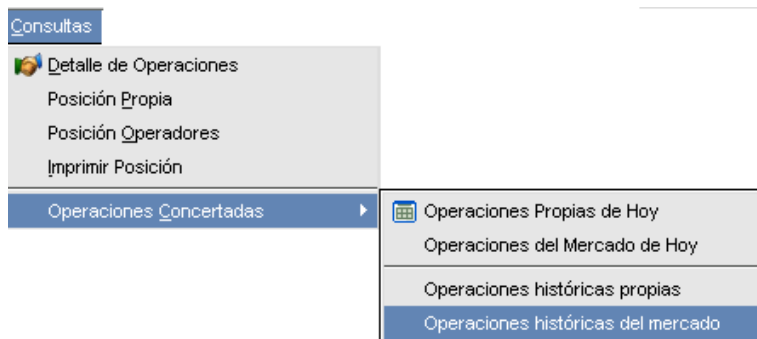 Consultas
Detalle de Operaciones
Posición Propia
Posición Operadores
Imprimir Posición
Operaciones Concertadas
Operaciones Propias de Hoy
Operaciones del Mercado de Hoy
Operaciones históricas propias
Operaciones históricas del mercado